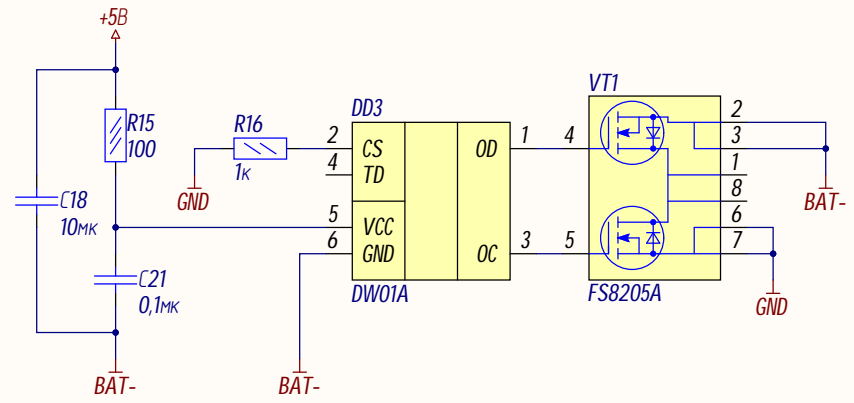 +5В
R15
100
C18
10мк
C21
0,1мк
BAT-
R16
1к
GND
DD3
2
4
5
6
CS
TD
VCC
GND
OD
OC
1
3
DW01A
BAT-
VT1
4
5
2
3
1
8
6
7
FS8205A
BAT-
GND